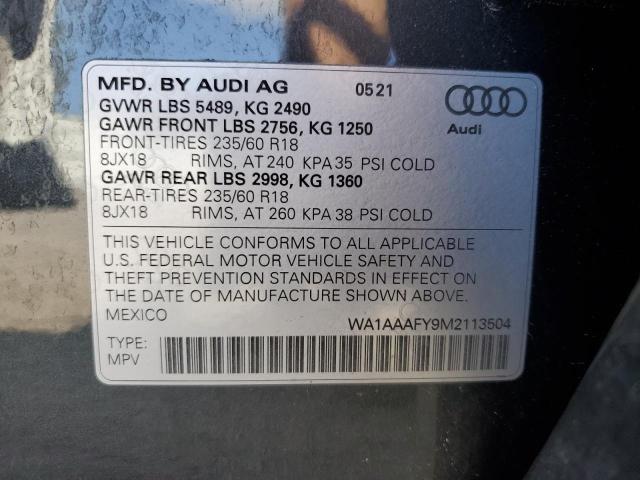 MFD. BY AUDI AG 05 21
GVWR LBS 5489, KG 2490
GAWR FRONT LBS 2756, KG 1250
FRONT-TIRES 235/60 R18
8JX18 RIMS, AT 240 KPA 35 PSI COLD
GAWR REAR LBS 2998, KG 1360
REAR-TIRES 235/60 R18
8JX18 RIMS, AT 260 KPA 38 PSI COLD
Audi
THIS VEHICLE CONFORMS TO ALL APPLICABLE
U.S. FEDERAL MOTOR VEHICLE SAFETY AND
THEFT PREVENTION STANDARDS IN EFFECT ON
THE DATE OF MANUFACTURE SHOWN ABOVE.
MEXICO WA1AAAFY9M2113504
TYPE:
MPV